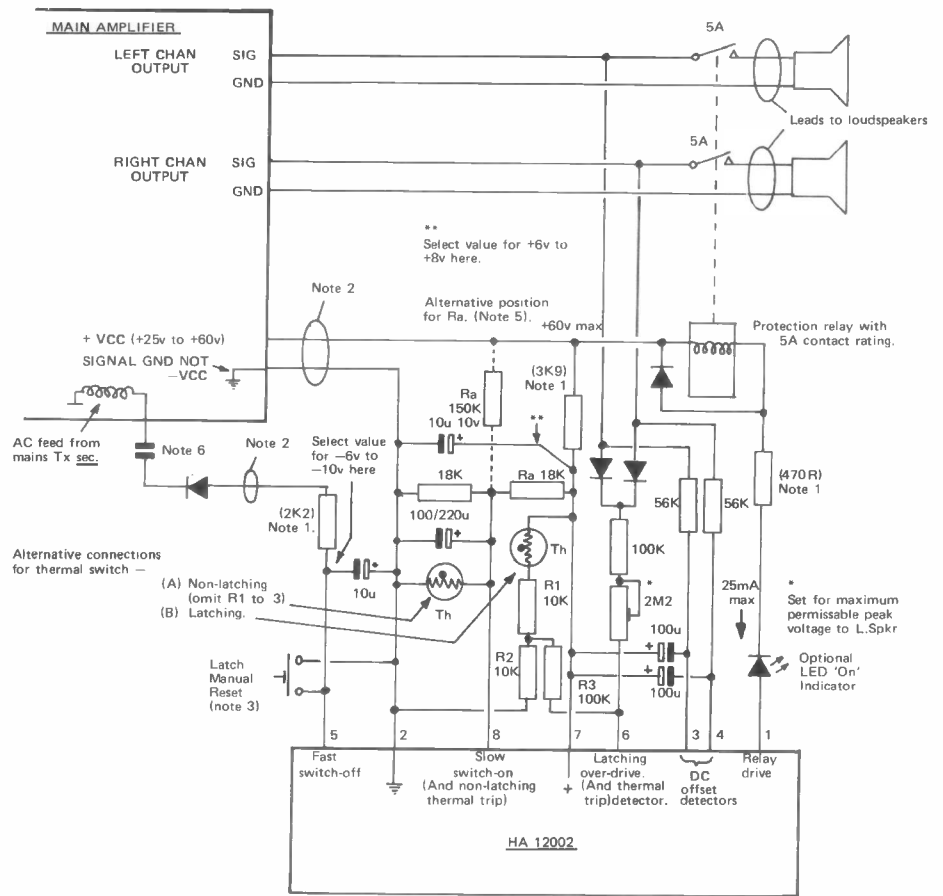 MAIN AMPLIFIER
LEFT CHAN
OUTPUT
SIG
GND
5A
Leads to loudspeakers
5A
RIGHT CHAN
OUTPUT
SIG
GND
**
Select value for +6v to
+8v here.
Note 2
Alternative position
for Ra. (Note 5).
+60v max
Protection relay with
5A contact rating.
+ VCC (+25v to +60v)
SIGNAL GND NOT
−VCC
(3K9)
Note 1
Ra
150K
10u 10v
+
**
AC feed from
mains Tx sec.
Note 6
Note 2
Select value
for −6v to
−10v here
18K
Ra 18K
(470R)
Note 1
56K
56K
(2K2)
Note 1.
100/220u
+
Th
100K
Alternative connections
for thermal switch —
(A) Non-latching
(omit R1 to 3)
(B) Latching.
+
10u
Th
R1
10K
*
2M2
25mA
max
*
Set for maximum
permissable peak
voltage to L.Spkr
100u
+
+
100u
Optional
LED 'On'
Indicator
Latch
Manual
Reset
(note 3)
R2
10K
R3
100K
5
2
8
7
6
3
4
1
Fast
switch-off
Slow
switch-on
(And non-latching
thermal trip)
+
Latching
over-drive.
(And thermal
trip)detector.
DC
offset
detectors
Relay
drive
HA 12002